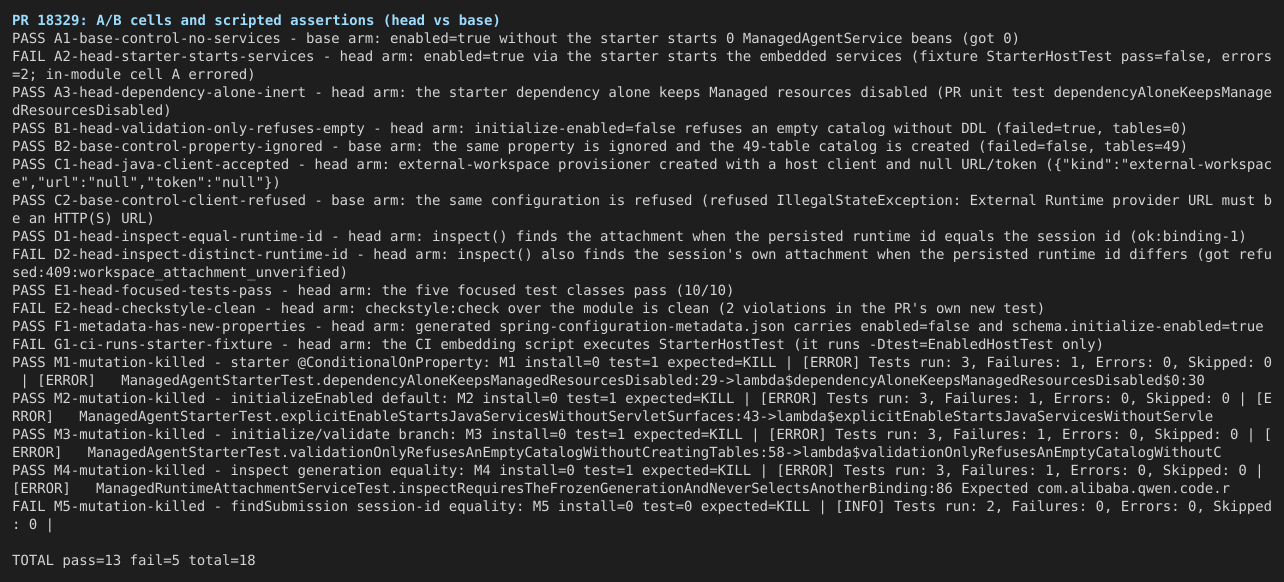 PR 18329: A/B cells and scripted assertions (head vs base)
PASS A1-base-control-no-services - base arm: enabled=true without the starter starts 0 ManagedAgentService beans (got 0)
FAIL A2-head-starter-starts-services - head arm: enabled=true via the starter starts the embedded services (fixture StarterHostTest pass=false, errors
=2; in-module cell A errored)
PASS A3-head-dependency-alone-inert - head arm: the starter dependency alone keeps Managed resources disabled (PR unit test dependencyAloneKeepsManage
dResourcesDisabled)
PASS B1-head-validation-only-refuses-empty - head arm: initialize-enabled=false refuses an empty catalog without DDL (failed=true, tables=0)
PASS B2-base-control-property-ignored - base arm: the same property is ignored and the 49-table catalog is created (failed=false, tables=49)
PASS C1-head-java-client-accepted - head arm: external-workspace provisioner created with a host client and null URL/token ({"kind":"external-workspac
e","url":"null","token":"null"})
PASS C2-base-control-client-refused - base arm: the same configuration is refused (refused IllegalStateException: External Runtime provider URL must b
e an HTTP(S) URL)
PASS D1-head-inspect-equal-runtime-id - head arm: inspect() finds the attachment when the persisted runtime id equals the session id (ok:binding-1)
FAIL D2-head-inspect-distinct-runtime-id - head arm: inspect() also finds the session's own attachment when the persisted runtime id differs (got refu
sed:409:workspace_attachment_unverified)
PASS E1-head-focused-tests-pass - head arm: the five focused test classes pass (10/10)
FAIL E2-head-checkstyle-clean - head arm: checkstyle:check over the module is clean (2 violations in the PR's own new test)
PASS F1-metadata-has-new-properties - head arm: generated spring-configuration-metadata.json carries enabled=false and schema.initialize-enabled=true
FAIL G1-ci-runs-starter-fixture - head arm: the CI embedding script executes StarterHostTest (it runs -Dtest=EnabledHostTest only)
PASS M1-mutation-killed - starter @ConditionalOnProperty: M1 install=0 test=1 expected=KILL | [ERROR] Tests run: 3, Failures: 1, Errors: 0, Skipped: 0
 | [ERROR]   ManagedAgentStarterTest.dependencyAloneKeepsManagedResourcesDisabled:29->lambda$dependencyAloneKeepsManagedResourcesDisabled$0:30
PASS M2-mutation-killed - initializeEnabled default: M2 install=0 test=1 expected=KILL | [ERROR] Tests run: 3, Failures: 1, Errors: 0, Skipped: 0 | [E
RROR]   ManagedAgentStarterTest.explicitEnableStartsJavaServicesWithoutServletSurfaces:43->lambda$explicitEnableStartsJavaServicesWithoutServle
PASS M3-mutation-killed - initialize/validate branch: M3 install=0 test=1 expected=KILL | [ERROR] Tests run: 3, Failures: 1, Errors: 0, Skipped: 0 | [
ERROR]   ManagedAgentStarterTest.validationOnlyRefusesAnEmptyCatalogWithoutCreatingTables:58->lambda$validationOnlyRefusesAnEmptyCatalogWithoutC
PASS M4-mutation-killed - inspect generation equality: M4 install=0 test=1 expected=KILL | [ERROR] Tests run: 3, Failures: 1, Errors: 0, Skipped: 0 |
[ERROR]   ManagedRuntimeAttachmentServiceTest.inspectRequiresTheFrozenGenerationAndNeverSelectsAnotherBinding:86 Expected com.alibaba.qwen.code.r
FAIL M5-mutation-killed - findSubmission session-id equality: M5 install=0 test=0 expected=KILL | [INFO] Tests run: 2, Failures: 0, Errors: 0, Skipped
: 0 |
TOTAL pass=13 fail=5 total=18